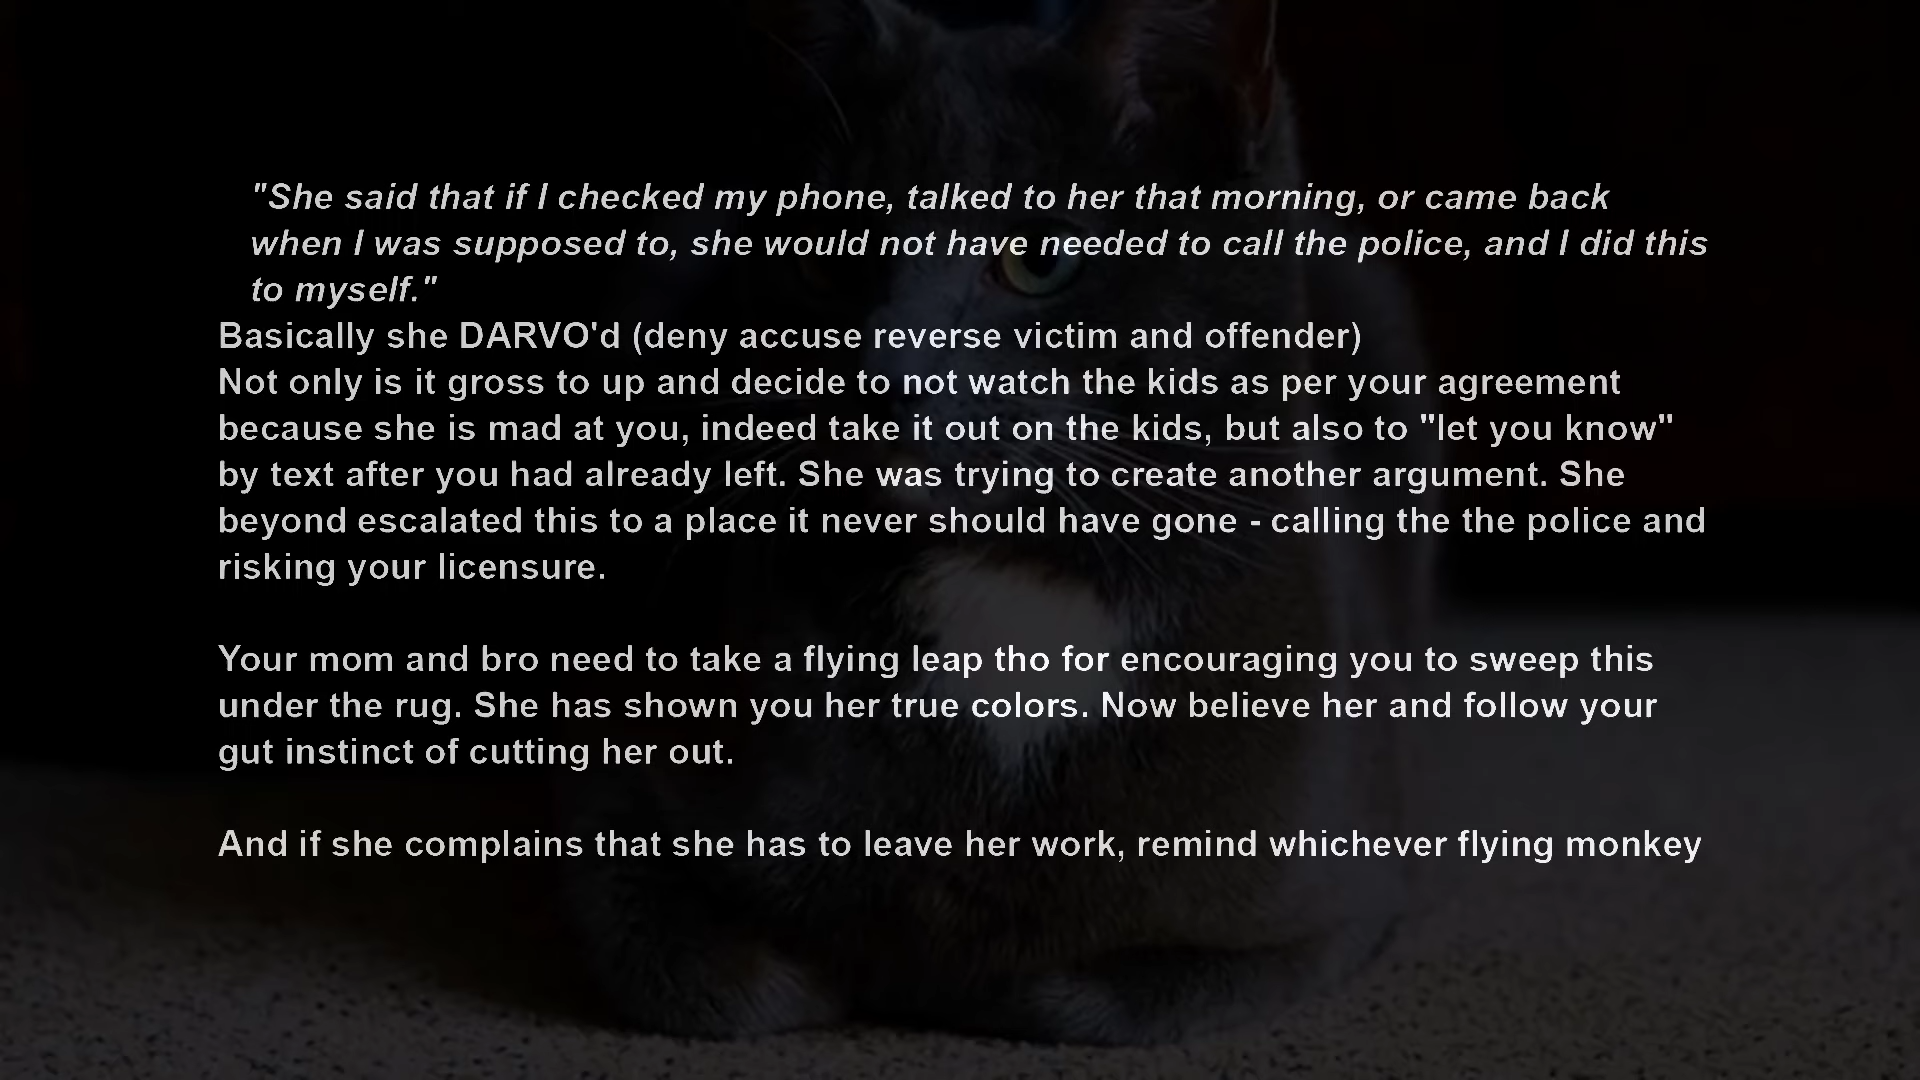 "She said that if I checked my phone, talked to her that morning, or came back
when I was supposed to, she would not have needed to call the police, and I did this
to myself."
Basically she DARVO'd (deny accuse reverse victim and offender)
Not only is it gross to up and decide to not watch the kids as per your agreement
because she is mad at you, indeed take it out on the kids, but also to "let you know"
by text after you had already left. She was trying to create another argument. She
beyond escalated this to a place it never should have gone - calling the the police and
risking your licensure.
Your mom and bro need to take a flying leap tho for encouraging you to sweep this
under the rug. She has shown you her true colors. Now believe her and follow your
gut instinct of cutting her out.
And if she complains that she has to leave her work, remind whichever flying monkey